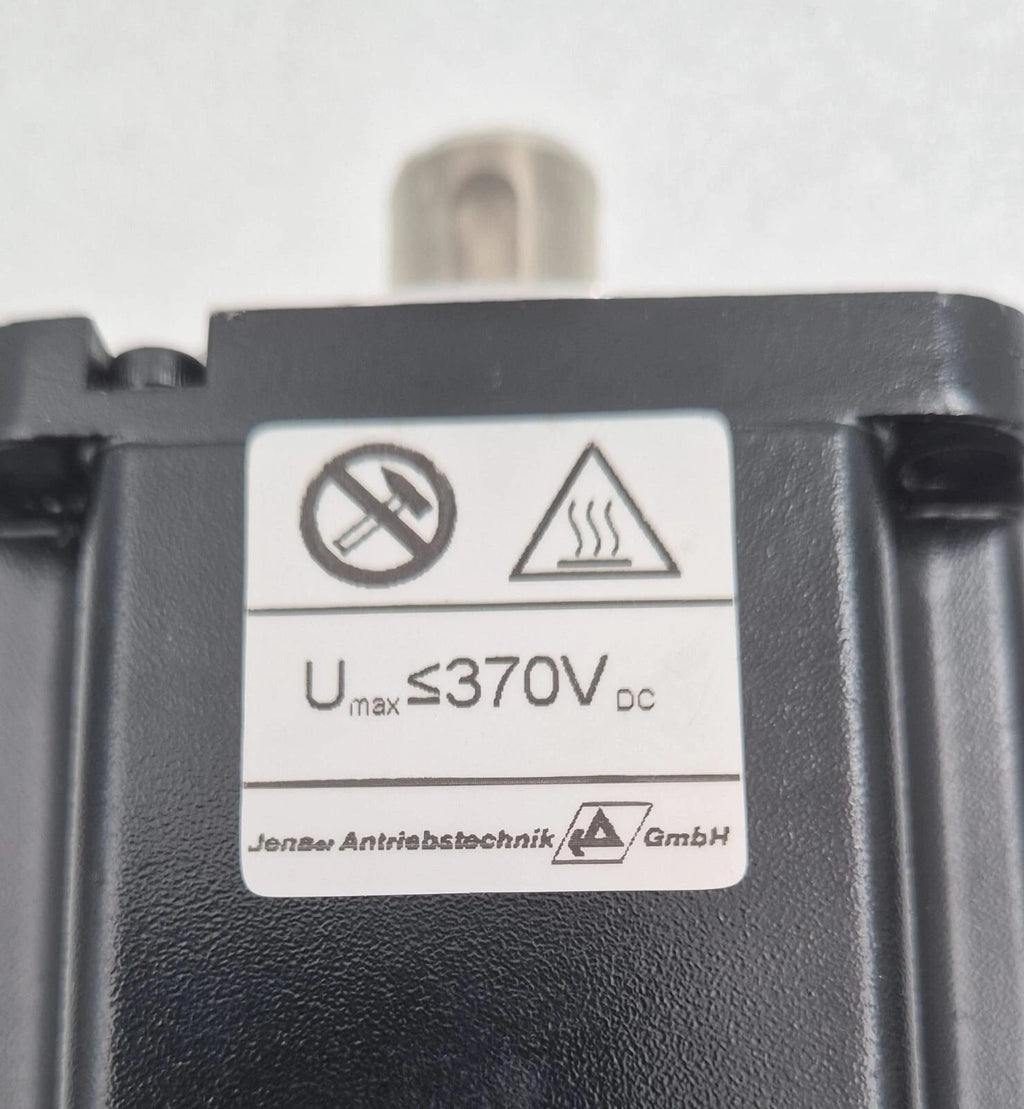 Umax≤370V DC
Jenaer Antriebstechnik GmbH